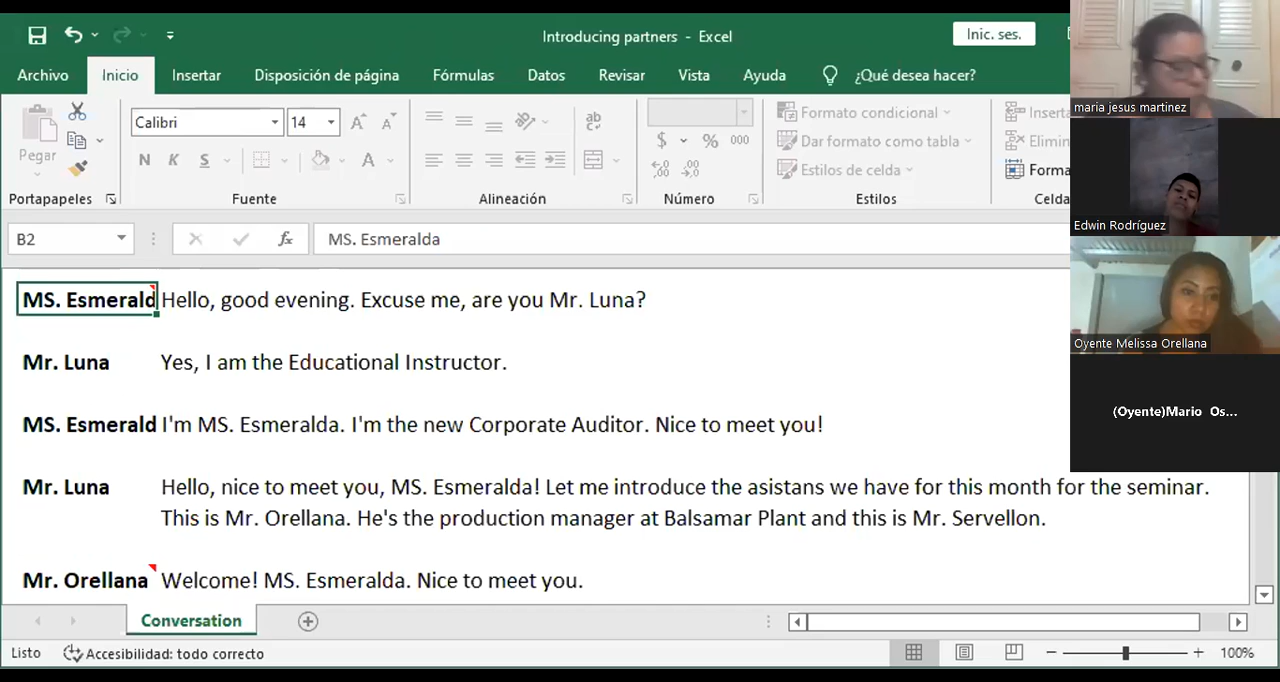 Introducing partners - Excel
Inic. ses.
Archivo Inicio Insertar Disposición de página Fórmulas Datos Revisar Vista Ayuda ¿Qué desea hacer?
Pegar
Calibri 14
N K S A A A
ab c
$ % 000
Formato condicional
Dar formato como tabla
Estilos de celda
Inserta
Elimin
Forma
Portapapeles Fuente Alineación Número Estilos Celda
B2 fx MS. Esmeralda
MS. Esmerald Hello, good evening. Excuse me, are you Mr. Luna?
Mr. Luna Yes, I am the Educational Instructor.
MS. Esmerald I'm MS. Esmeralda. I'm the new Corporate Auditor. Nice to meet you!
Mr. Luna Hello, nice to meet you, MS. Esmeralda! Let me introduce the asistans we have for this month for the seminar.
This is Mr. Orellana. He's the production manager at Balsamar Plant and this is Mr. Servellon.
Mr. Orellana Welcome! MS. Esmeralda. Nice to meet you.
Conversation
Listo Accesibilidad: todo correcto 100%
maria jesus martinez
Edwin Rodríguez
Oyente Melissa Orellana
(Oyente)Mario Os...